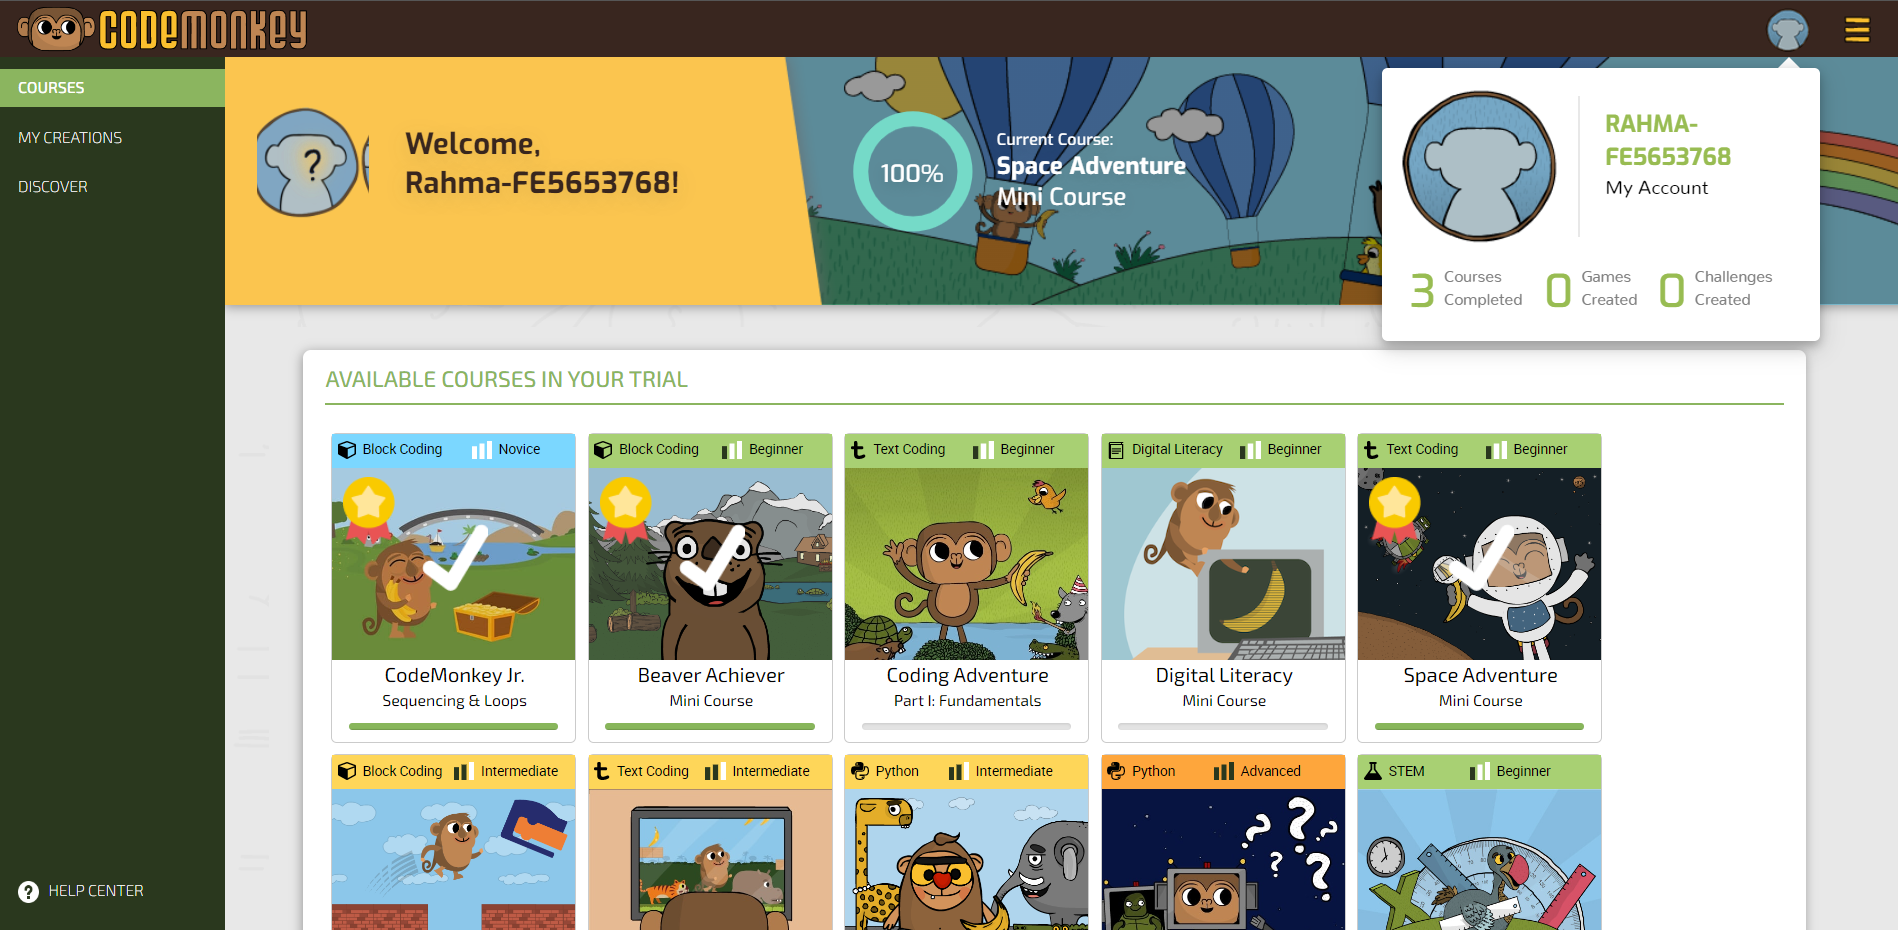 CODEMONKEY
COURSES
MY CREATIONS
DISCOVER
HELP CENTER
?
Welcome,
Rahma-FE5653768!
100%
Current Course:
Space Adventure
Mini Course
RAHMA-
FE5653768
My Account
3 Courses Completed
0 Games Created
0 Challenges Created
AVAILABLE COURSES IN YOUR TRIAL
Block Coding Novice
CodeMonkey Jr.
Sequencing & Loops
Block Coding Beginner
Beaver Achiever
Mini Course
Text Coding Beginner
Coding Adventure
Part I: Fundamentals
Digital Literacy Beginner
Digital Literacy
Mini Course
Text Coding Beginner
Space Adventure
Mini Course
Block Coding Intermediate
Text Coding Intermediate
Python Intermediate
Python Advanced
? ? ? ? ?
STEM Beginner